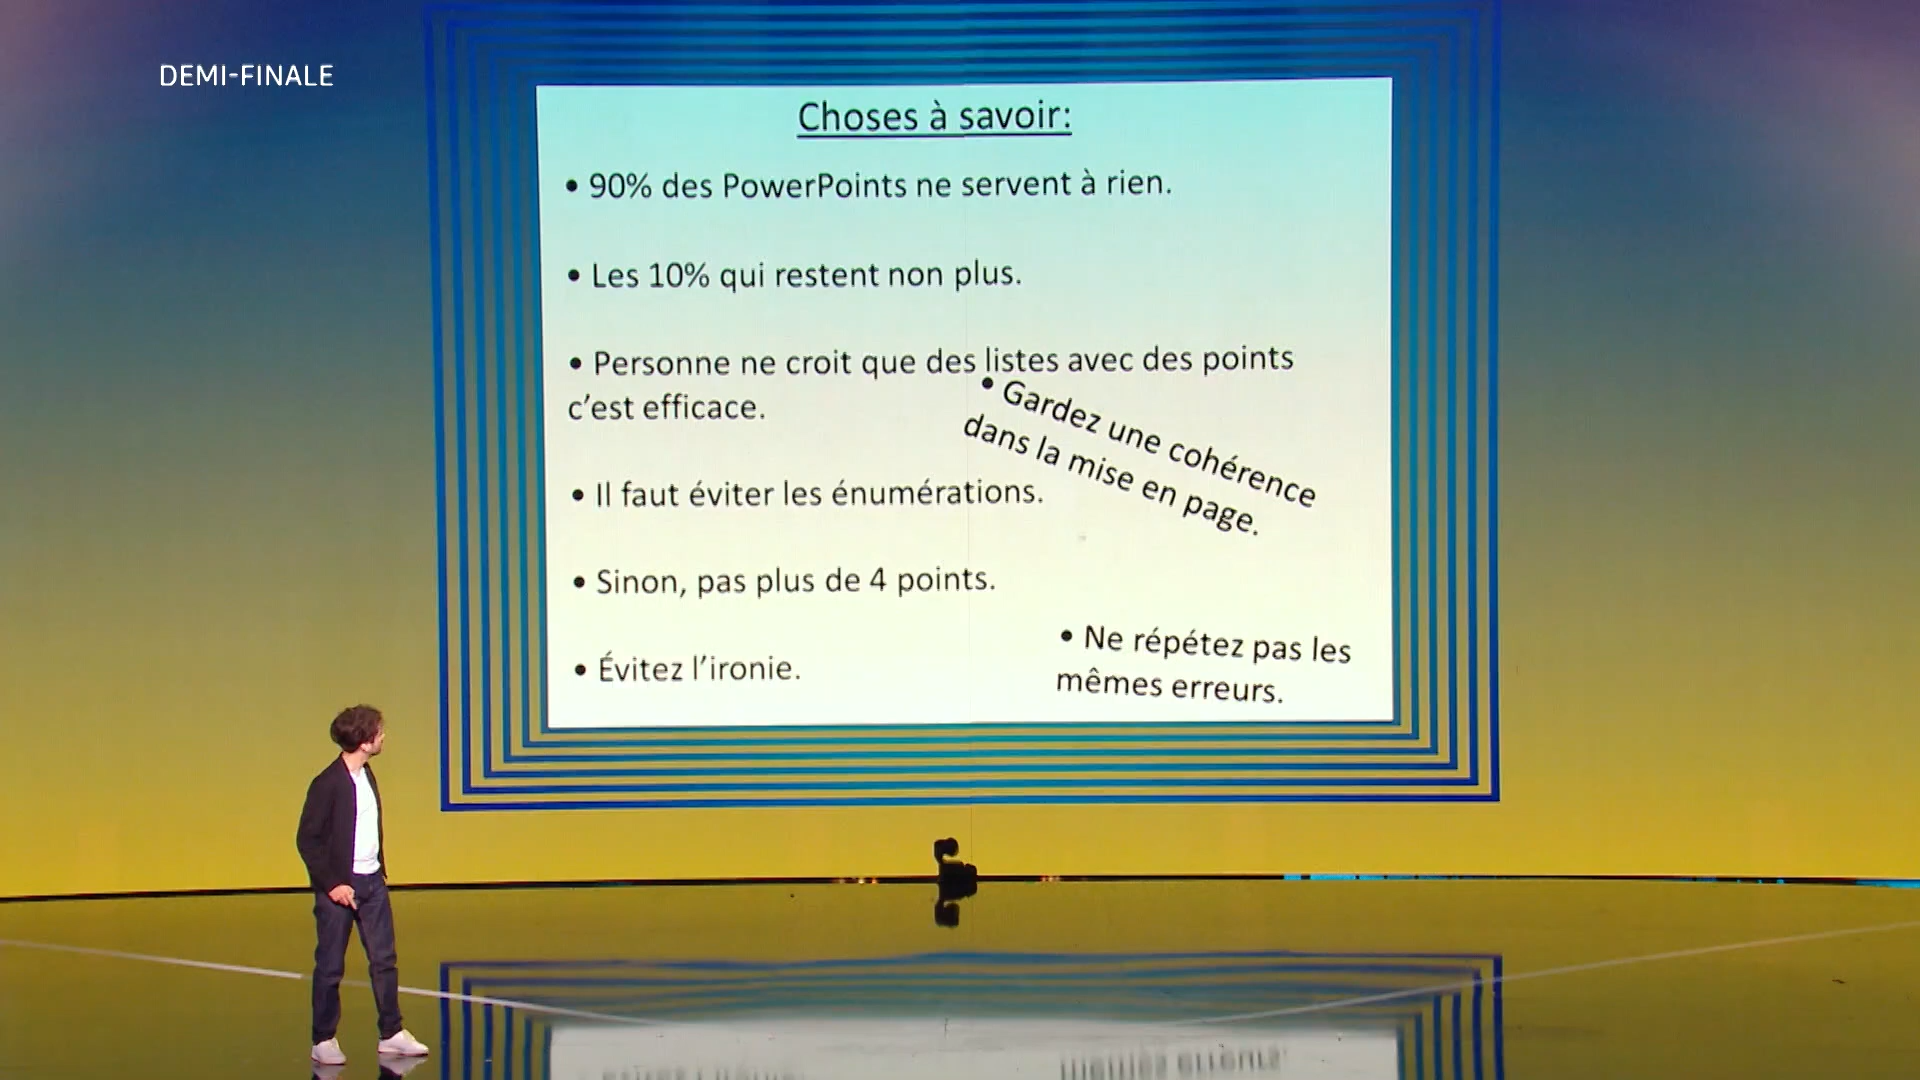 DEMI-FINALE
Choses à savoir:
• 90% des PowerPoints ne servent à rien.
• Les 10% qui restent non plus.
• Personne ne croit que des listes avec des points
c'est efficace.
• Gardez une cohérence
dans la mise en page.
• Il faut éviter les énumérations.
• Sinon, pas plus de 4 points.
• Évitez l'ironie.
• Ne répétez pas les
mêmes erreurs.